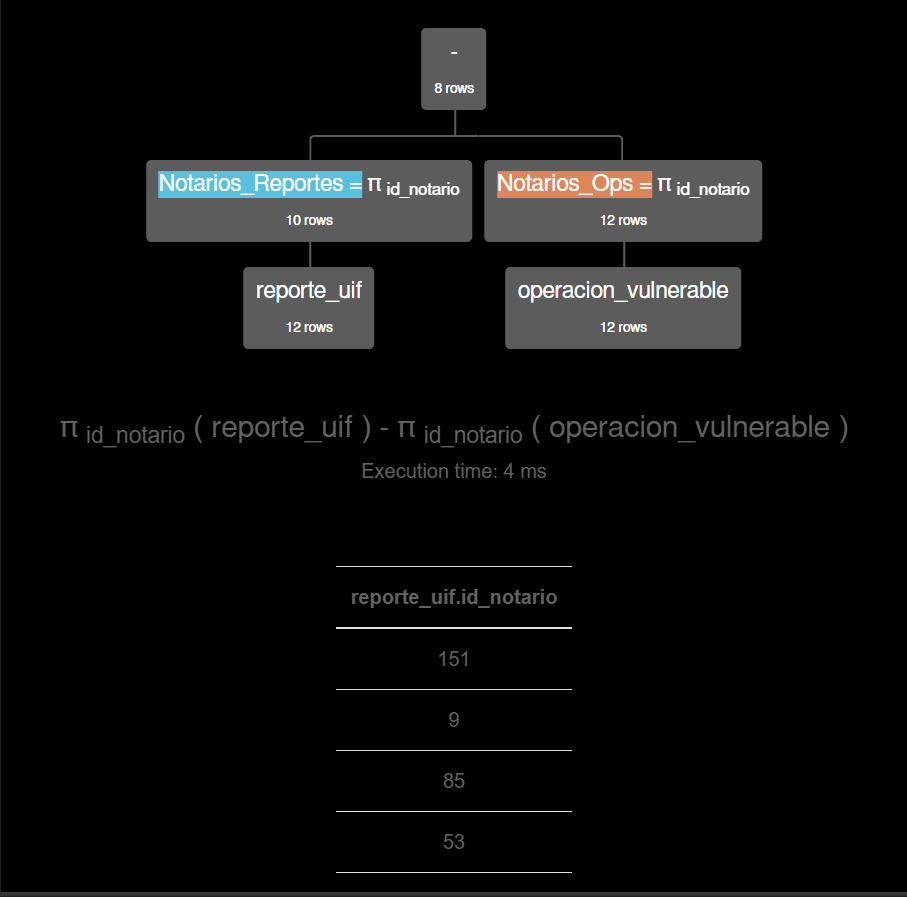 -
8 rows
Notarios_Reportes = π id_notario
10 rows
Notarios_Ops = π id_notario
12 rows
reporte_uif
12 rows
operacion_vulnerable
12 rows
π id_notario ( reporte_uif ) - π id_notario ( operacion_vulnerable )
Execution time: 4 ms
reporte_uif.id_notario
151
9
85
53